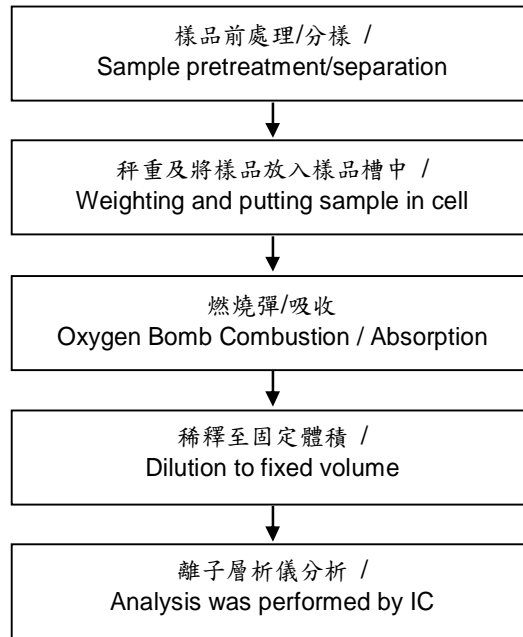 樣品前處理/分樣 /
Sample pretreatment/separation
秤重及將樣品放入樣品槽中 /
Weighting and putting sample in cell
燃燒彈/吸收
Oxygen Bomb Combustion / Absorption
稀釋至固定體積 /
Dilution to fixed volume
離子層析儀分析 /
Analysis was performed by IC